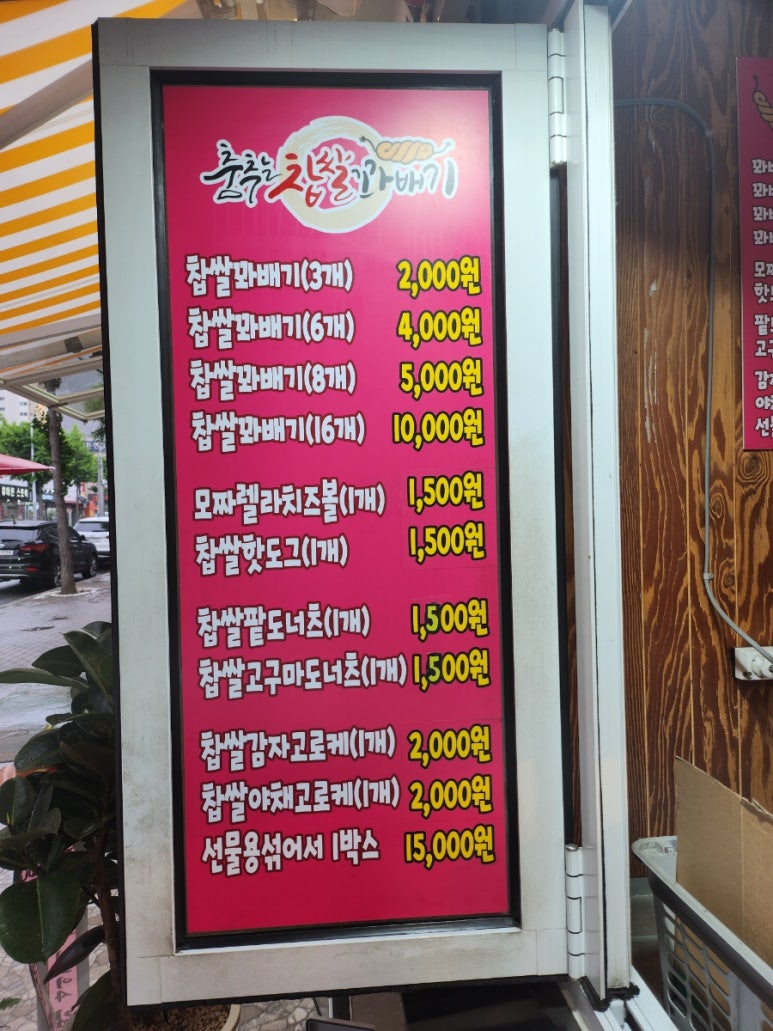 춤추는 찹쌀꽈배기
찹쌀꽈배기(3개) 2,000원
찹쌀꽈배기(6개) 4,000원
찹쌀꽈배기(8개) 5,000원
찹쌀꽈배기(16개) 10,000원
모짜렐라치즈볼(1개) 1,500원
찹쌀핫도그(1개) 1,500원
찹쌀팥도너츠(1개) 1,500원
찹쌀고구마도너츠(1개) 1,500원
찹쌀감자고로케(1개) 2,000원
찹쌀야채고로케(1개) 2,000원
선물용섞어서 1박스 15,000원